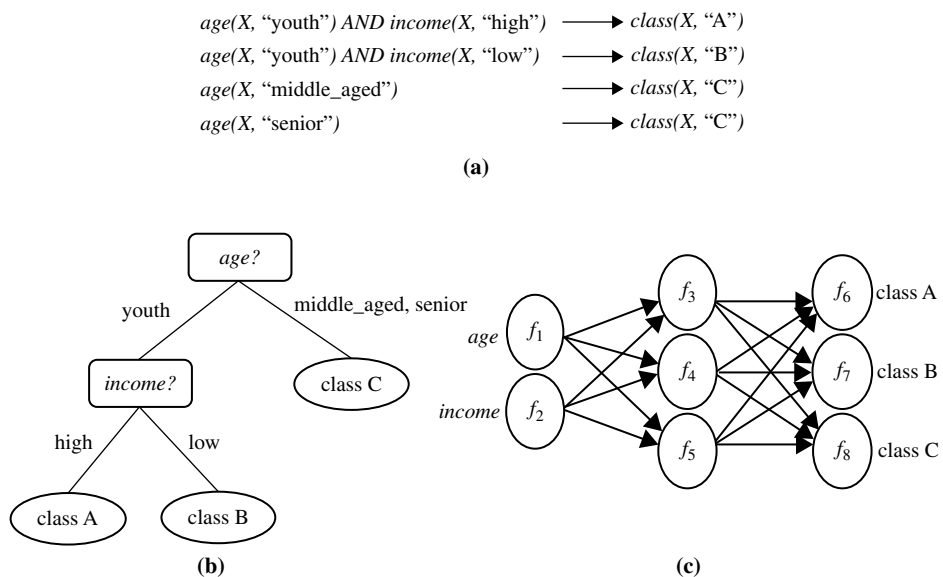 age(X, “youth”) AND income(X, “high”) class(X, “A”)
age(X, “youth”) AND income(X, “low”) class(X, “B”)
age(X, “middle_aged”) class(X, “C”)
age(X, “senior”) class(X, “C”)
(a)
age?
youth
middle_aged, senior
income?
class C
high
low
class A
class B
(b)
age
income
f1
f2
f3
f4
f5
f6
f7
f8
class A
class B
class C
(c)